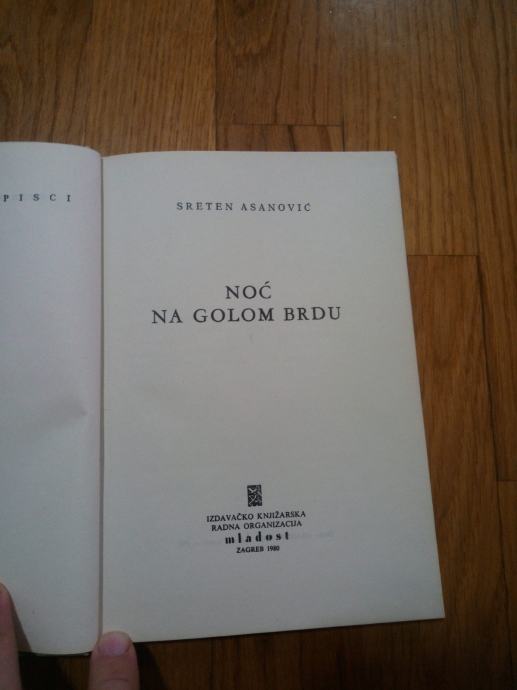 PISCI
SRETEN ASANOVIĆ
NOĆ
NA GOLOM BRDU
IZDAVAČKO KNJIŽARSKA
RADNA ORGANIZACIJA
mladost
ZAGREB 1980